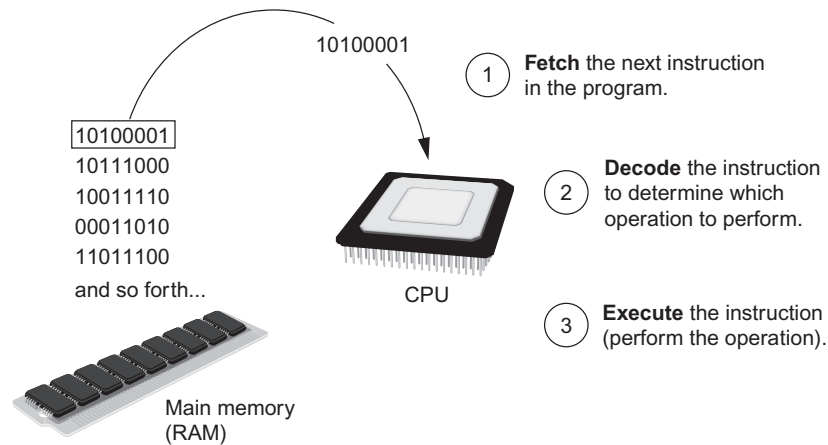 10100001
1
Fetch the next instruction
in the program.
10100001
10111000
10011110
00011010
11011100
and so forth...
2
Decode the instruction
to determine which
operation to perform.
CPU
3
Execute the instruction
(perform the operation).
Main memory
(RAM)